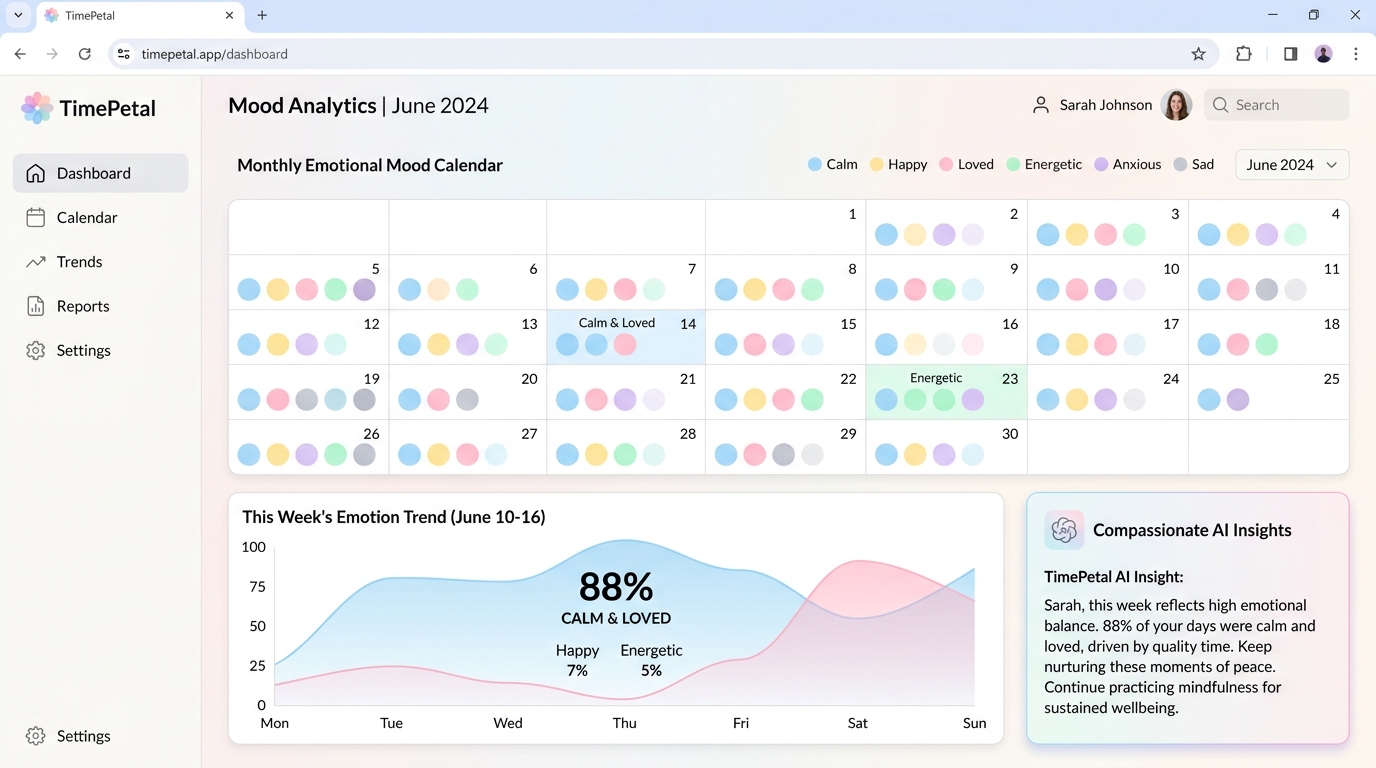 TimePetal
timepetal.app/dashboard
TimePetal
Dashboard
Calendar
Trends
Reports
Settings
Settings
Mood Analytics | June 2024
Sarah Johnson
Search
Monthly Emotional Mood Calendar
Calm Happy Loved Energetic Anxious Sad
June 2024
1 2 3 4
5 6 7 8 9 10 11
12 13 Calm & Loved 14 15 16 17 18
19 20 21 22 Energetic 23 24 25
26 27 28 29 30
This Week's Emotion Trend (June 10-16)
100
75
50
25
0
88%
CALM & LOVED
Happy Energetic
7% 5%
Mon Tue Wed Thu Fri Sat Sun
Compassionate AI Insights
TimePetal AI Insight:
Sarah, this week reflects high emotional
balance. 88% of your days were calm and
loved, driven by quality time. Keep
nurturing these moments of peace.
Continue practicing mindfulness for
sustained wellbeing.